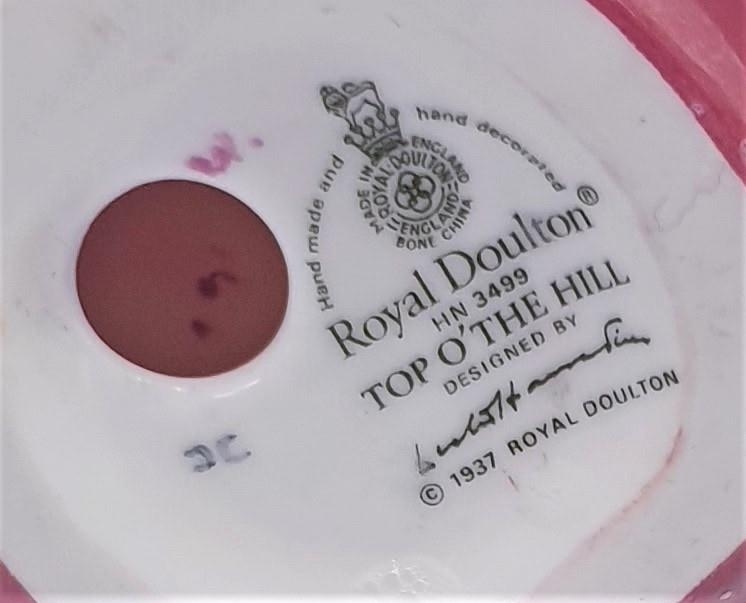 Hand made and hand decorated
MADE IN ENGLAND
ROYAL DOULTON
ENGLAND
BONE CHINA
Royal Doulton®
HN 3499
TOP O'THE HILL
DESIGNED BY
© 1937 ROYAL DOULTON
JC